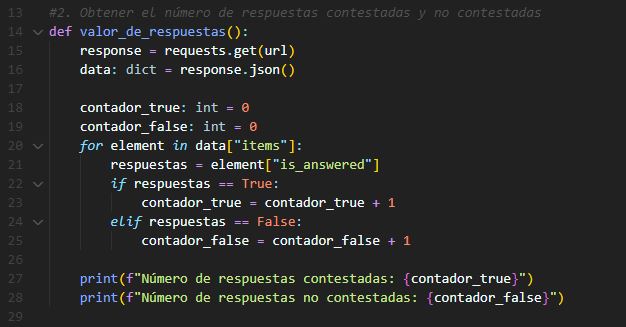 13 #2. Obtener el número de respuestas contestadas y no contestadas
14 def valor_de_respuestas():
15     response = requests.get(url)
16     data: dict = response.json()
17
18     contador_true: int = 0
19     contador_false: int = 0
20     for element in data["items"]:
21         respuestas = element["is_answered"]
22         if respuestas == True:
23             contador_true = contador_true + 1
24         elif respuestas == False:
25             contador_false = contador_false + 1
26
27     print(f"Número de respuestas contestadas: {contador_true}")
28     print(f"Número de respuestas no contestadas: {contador_false}")
29